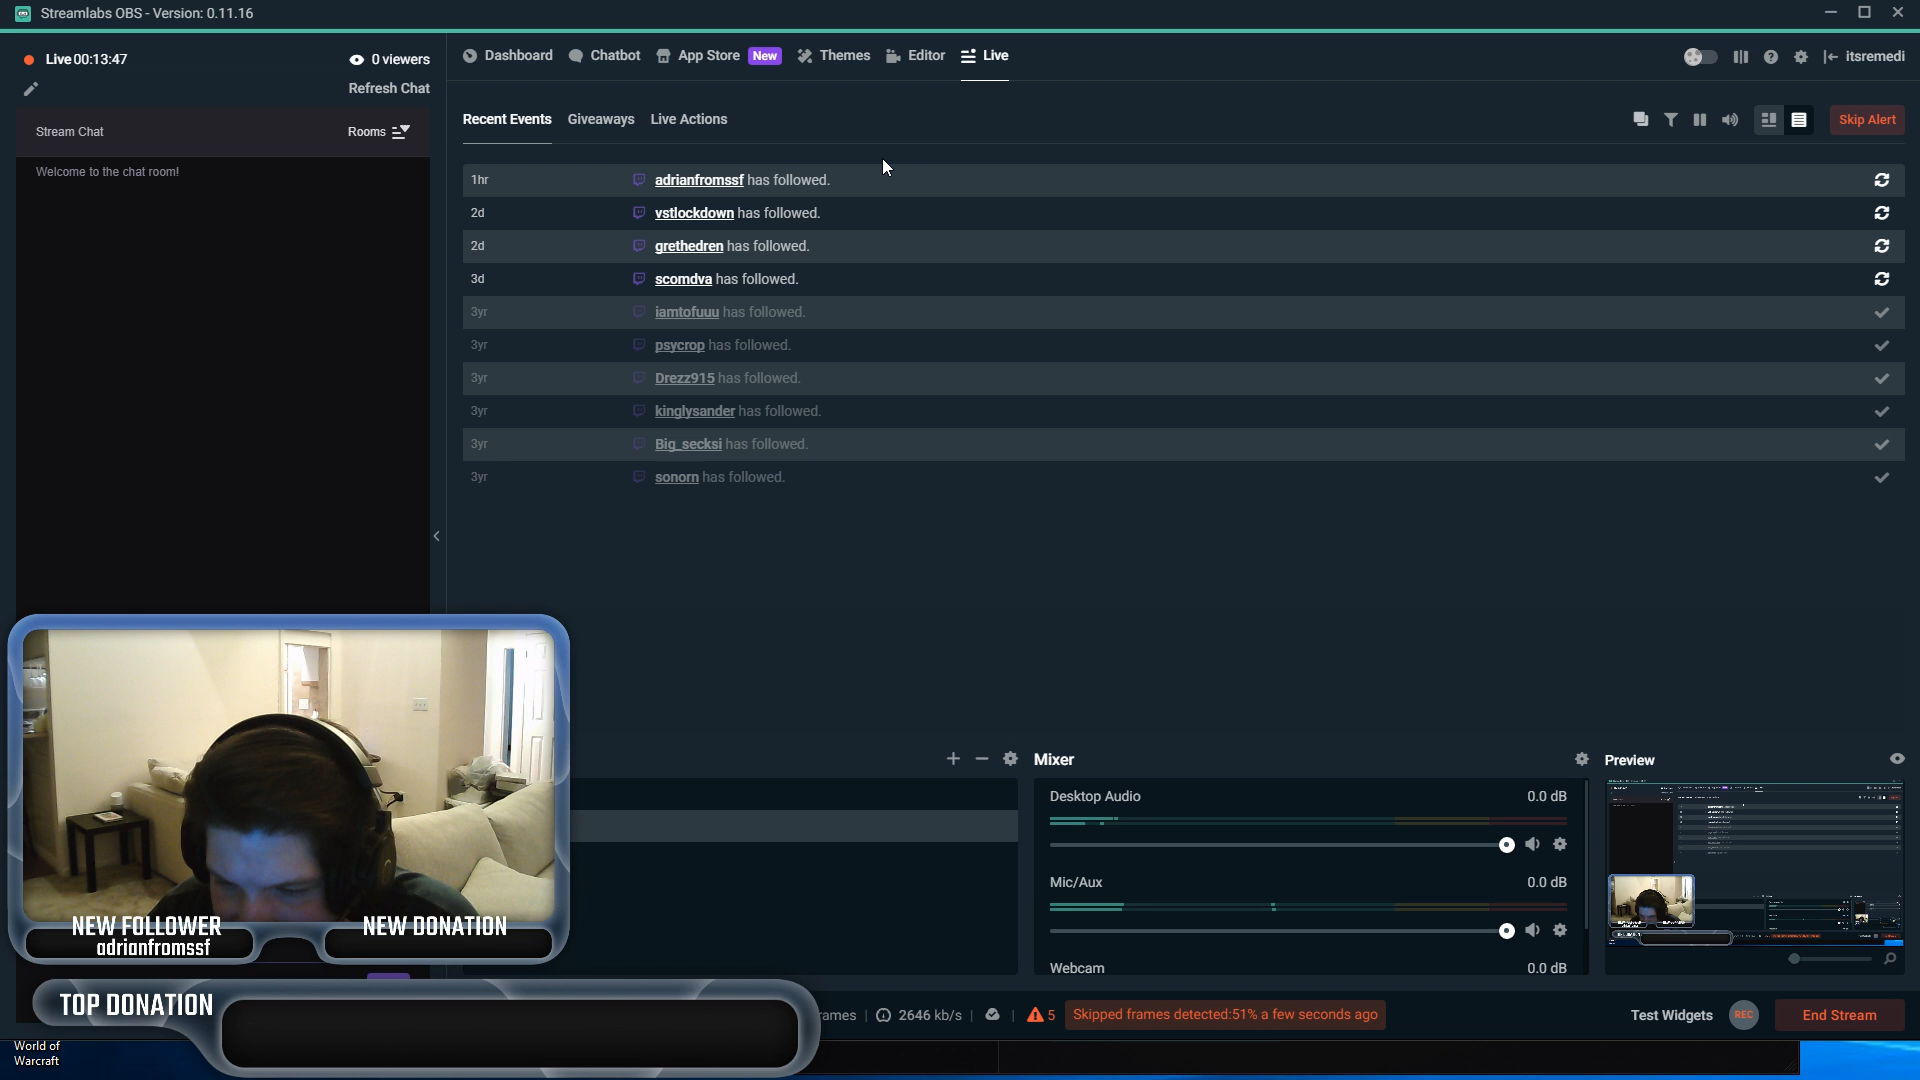 Streamlabs OBS - Version: 0.11.16
Live 00:13:47
0 viewers
Refresh Chat
Stream Chat
Rooms
Welcome to the chat room!
Dashboard
Chatbot
App Store
New
Themes
Editor
Live
itsremedi
Recent Events
Giveaways
Live Actions
Skip Alert
1hr adrianfromssf has followed.
2d vstlockdown has followed.
2d grethedren has followed.
3d scomdva has followed.
3yr iamtofuuu has followed.
3yr psycrop has followed.
3yr Drezz915 has followed.
3yr kinglysander has followed.
3yr Big_secksi has followed.
3yr sonorn has followed.
Mixer
Desktop Audio 0.0 dB
Mic/Aux 0.0 dB
Webcam 0.0 dB
Preview
NEW FOLLOWER
adrianfromssf
NEW DONATION
TOP DONATION
rames
2646 kb/s
5
Skipped frames detected:51% a few seconds ago
Test Widgets
REC
End Stream
World of
Warcraft